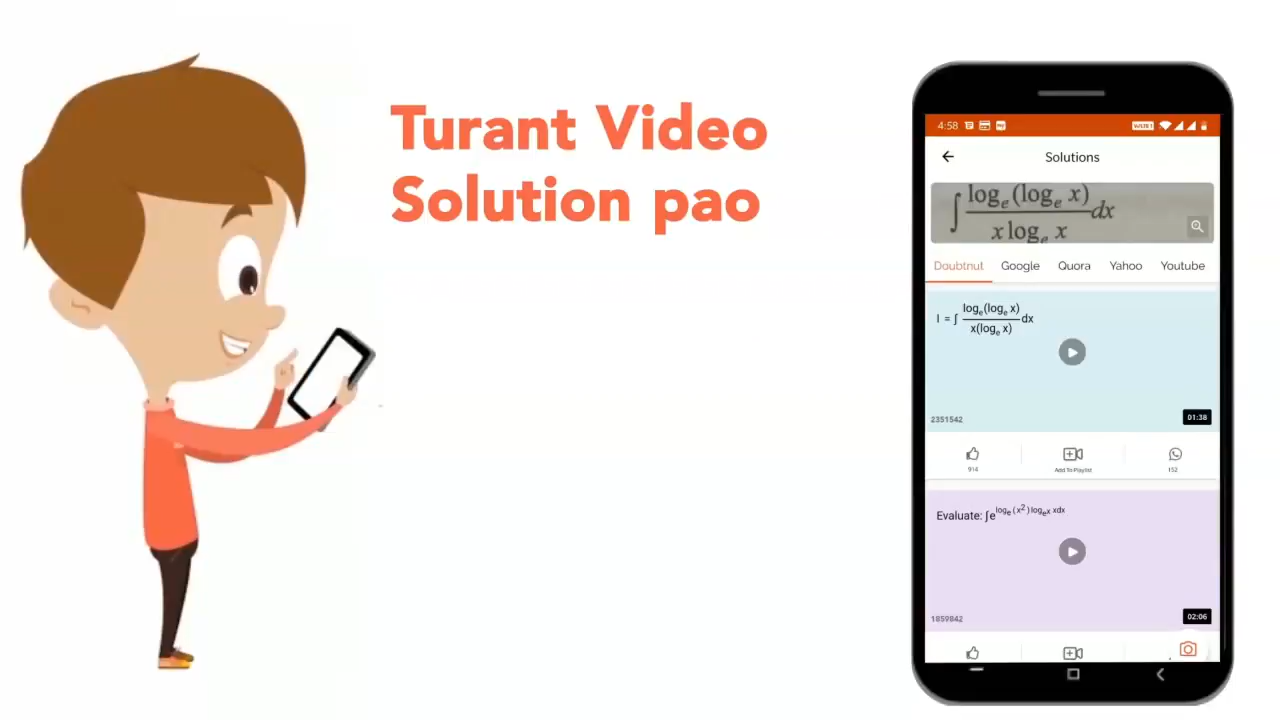 Turant Video
Solution pao
4:58
Solutions
∫ log_e (log_e x) / x log_e x dx
Doubtnut Google Quora Yahoo Youtube
I = ∫ log_e(log_e x) / x(log_e x) dx
2351542 01:38
914 Add To Playlist 152
Evaluate: ∫e^log_e (x^2) log_e x xdx
1859842 02:06